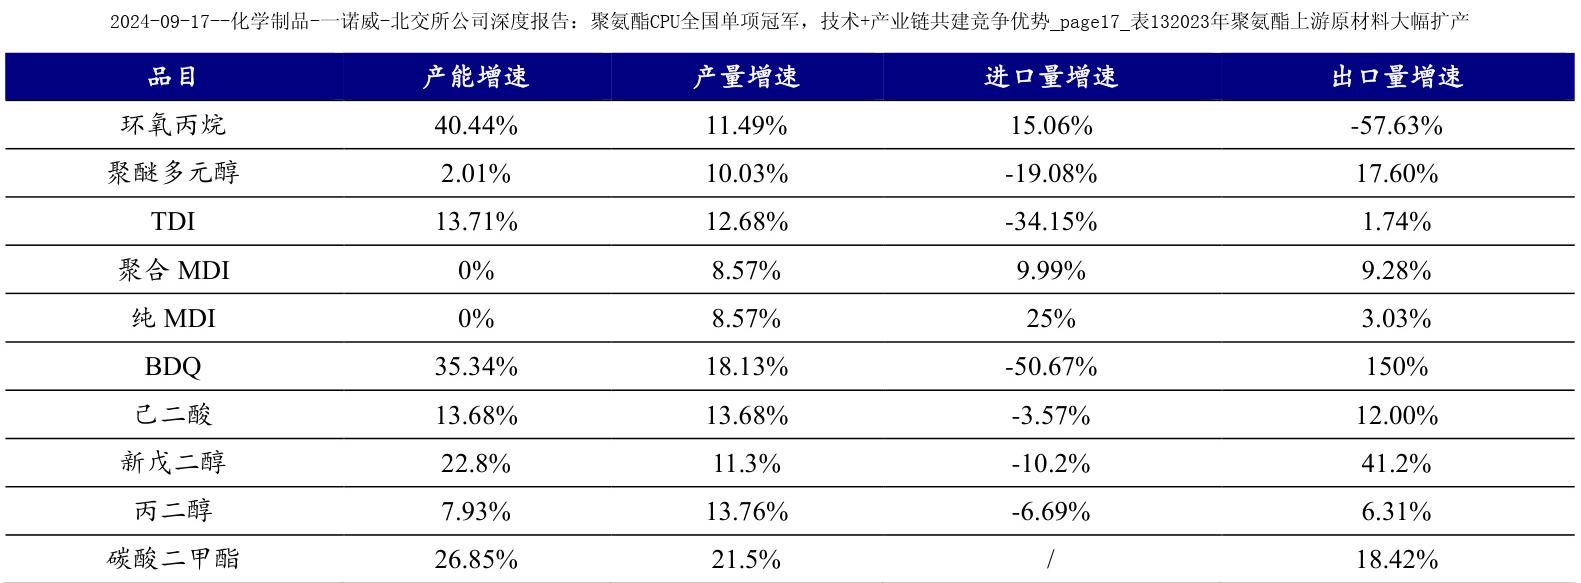 2024-09-17--化学制品-一诺威-北交所公司深度报告：聚氨酯CPU全国单项冠军，技术+产业链共建竞争优势_page17_表132023年聚氨酯上游原材料大幅扩产
品目 产能增速 产量增速 进口量增速 出口量增速
环氧丙烷 40.44% 11.49% 15.06% -57.63%
聚醚多元醇 2.01% 10.03% -19.08% 17.60%
TDI 13.71% 12.68% -34.15% 1.74%
聚合 MDI 0% 8.57% 9.99% 9.28%
纯 MDI 0% 8.57% 25% 3.03%
BDQ 35.34% 18.13% -50.67% 150%
己二酸 13.68% 13.68% -3.57% 12.00%
新戊二醇 22.8% 11.3% -10.2% 41.2%
丙二醇 7.93% 13.76% -6.69% 6.31%
碳酸二甲酯 26.85% 21.5% / 18.42%